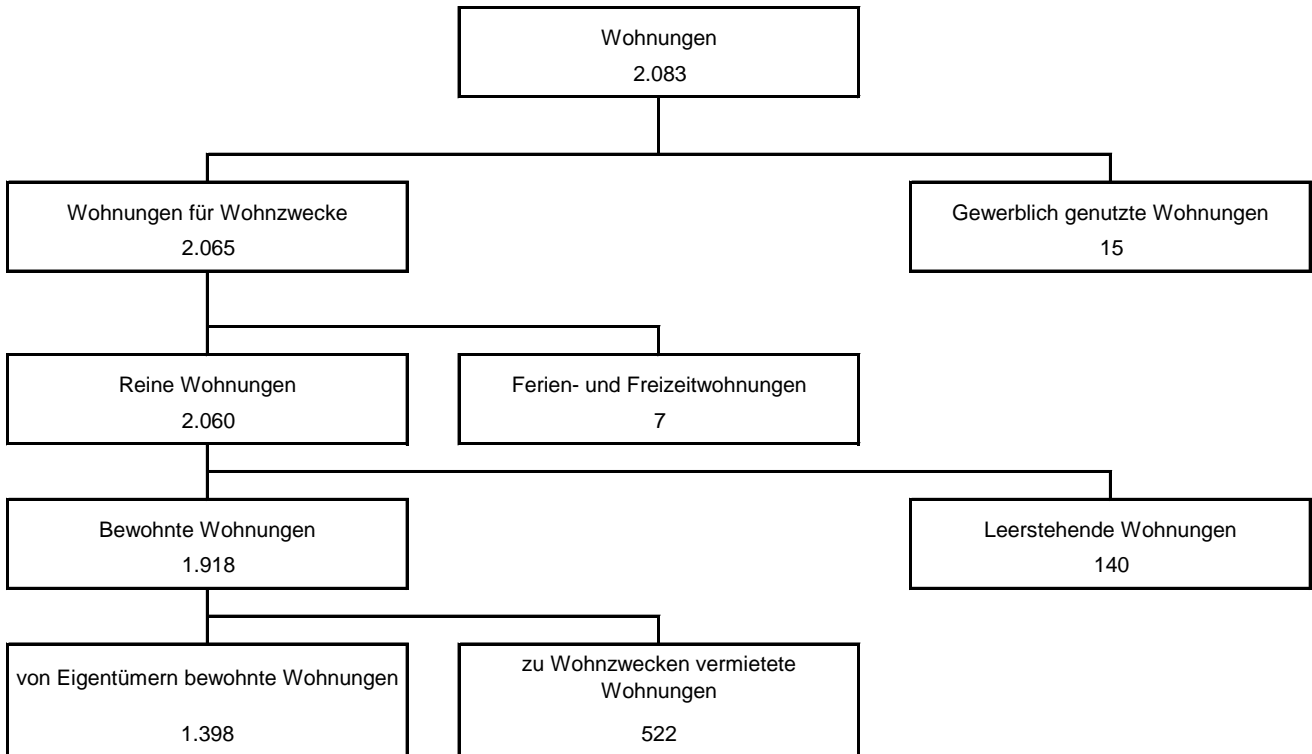 Wohnungen
2.083
Wohnungen für Wohnzwecke
2.065
Gewerblich genutzte Wohnungen
15
Reine Wohnungen
2.060
Ferien- und Freizeitwohnungen
7
Bewohnte Wohnungen
1.918
Leerstehende Wohnungen
140
von Eigentümern bewohnte Wohnungen
1.398
zu Wohnzwecken vermietete
Wohnungen
522